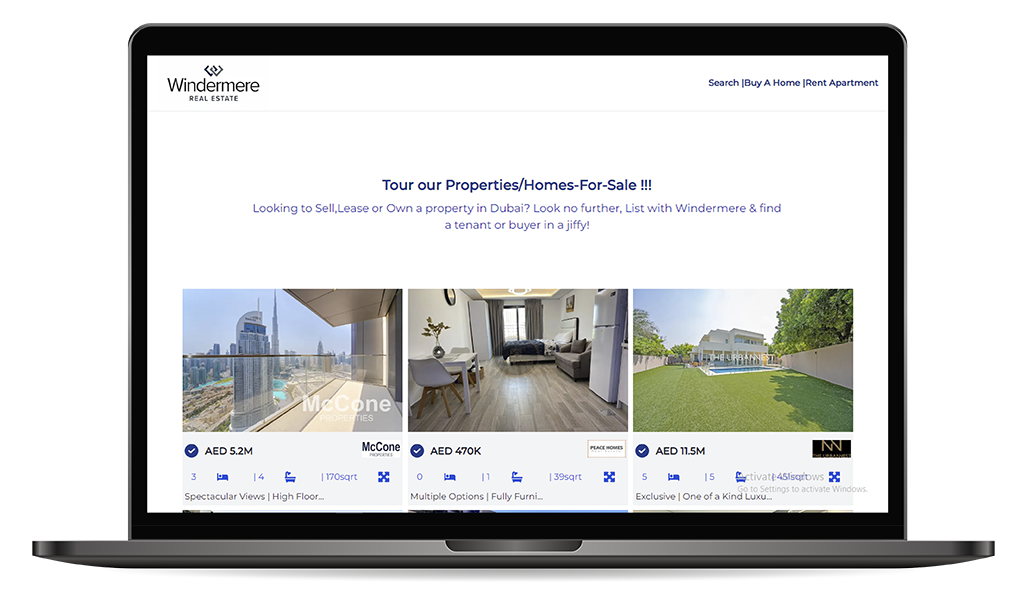 Windermere
REAL ESTATE
Search |Buy A Home |Rent Apartment
Tour our Properties/Homes-For-Sale !!!
Looking to Sell,Lease or Own a property in Dubai? Look no further, List with Windermere & find
a tenant or buyer in a jiffy!
McCone
PROPERTIES
THE URBANNEST
AED 5.2M
McCone
PROPERTIES
3 | 4 | 170sqrt
Spectacular Views | High Floor...
AED 470K
PEACE HOMES
0 | 1 | 39sqrt
Multiple Options | Fully Furni...
AED 11.5M
THE URBANNEST
5 | 5 | 451sqrt
Exclusive | One of a Kind Luxu...
Activate Windows
Go to Settings to activate Windows.